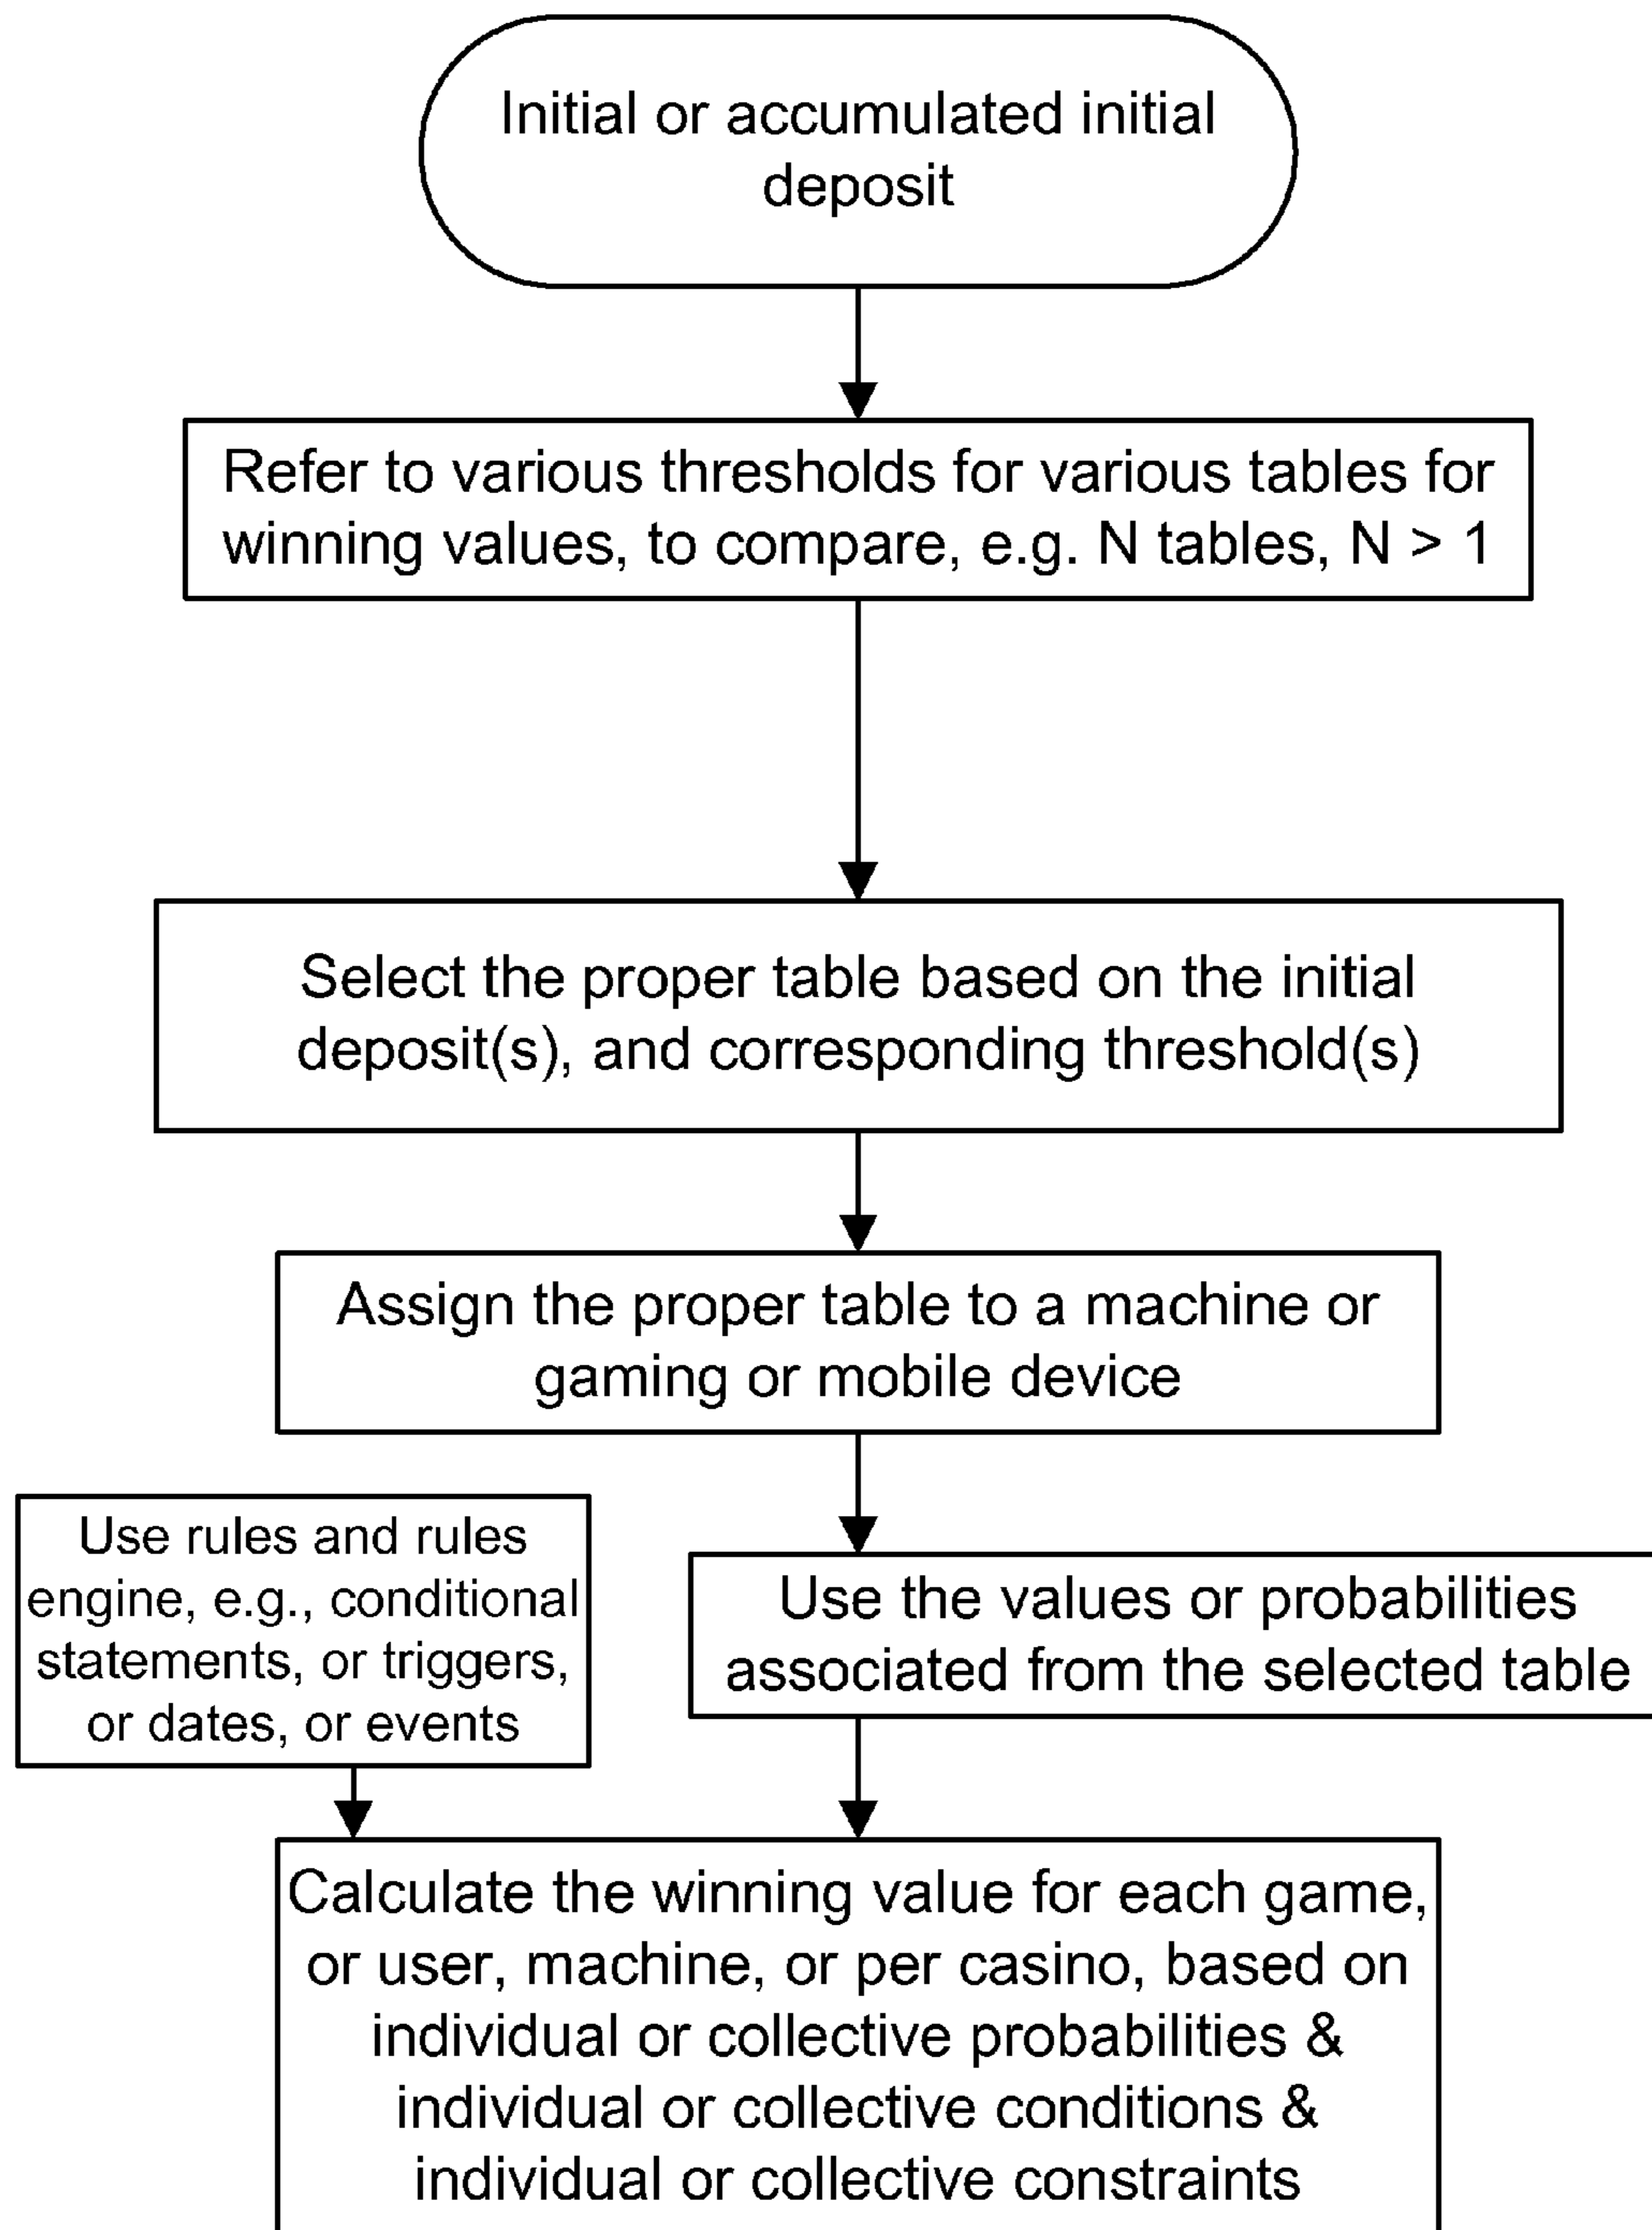 Initial or accumulated initial
deposit
Refer to various thresholds for various tables for
winning values, to compare, e.g. N tables, N > 1
Select the proper table based on the initial
deposit(s), and corresponding threshold(s)
Assign the proper table to a machine or
gaming or mobile device
Use rules and rules
engine, e.g., conditional
statements, or triggers,
or dates, or events
Use the values or probabilities
associated from the selected table
Calculate the winning value for each game,
or user, machine, or per casino, based on
individual or collective probabilities &
individual or collective conditions &
individual or collective constraints